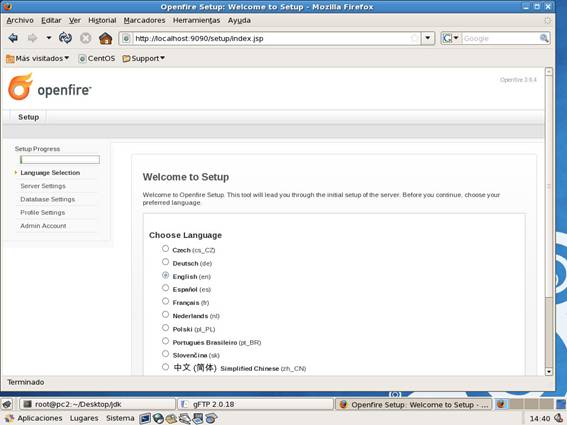 Openfire Setup: Welcome to Setup - Mozilla Firefox
Archivo Editar Ver Historial Marcadores Herramientas Ayuda
http://localhost:9090/setup/index.jsp
Google
Más visitados CentOS Support
openfire
Openfire 3.6.4
Setup
Setup Progress
Language Selection
Server Settings
Database Settings
Profile Settings
Admin Account
Welcome to Setup
Welcome to Openfire Setup. This tool will lead you through the initial setup of the server. Before you continue, choose your
preferred language.
Choose Language
Czech (cs_CZ)
Deutsch (de)
English (en)
Español (es)
Français (fr)
Nederlands (nl)
Polski (pl_PL)
Portugues Brasileiro (pt_BR)
Slovenčina (sk)
中文 (简体) Simplified Chinese (zh_CN)
Terminado
root@pc2:~/Desktop/jdk gFTP 2.0.18 Openfire Setup: Welcome to Setup - ...
Aplicaciones Lugares Sistema 14:40